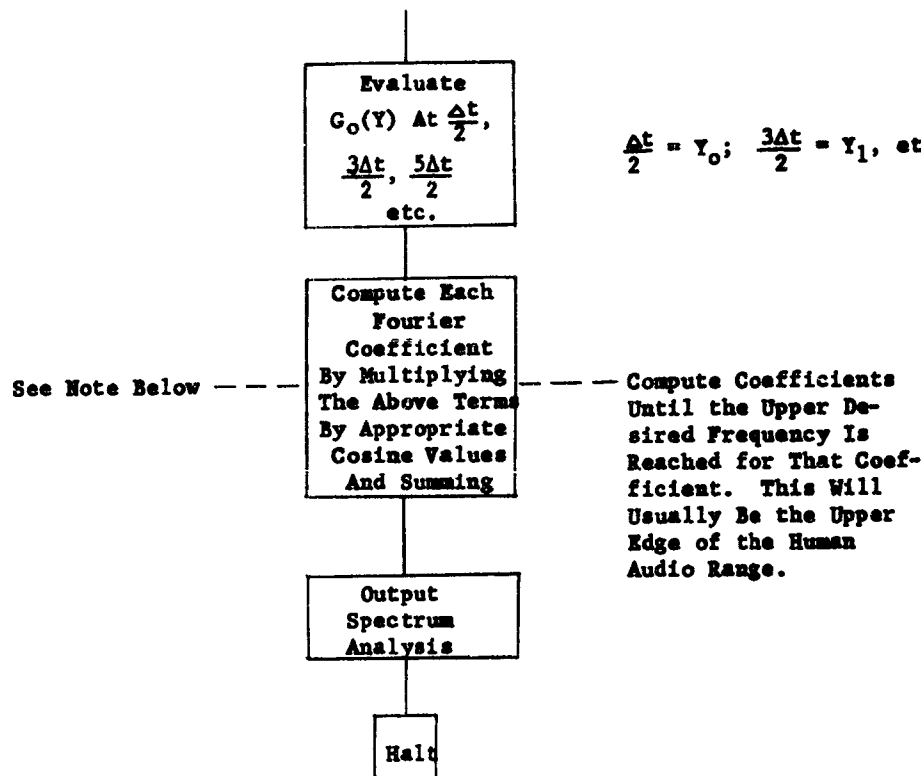 Evaluate
G₀(Y) At Δt/2,
3Δt/2, 5Δt/2
etc.
Δt/2 = Y₀; 3Δt/2 = Y₁, et
Compute Each
Fourier
Coefficient
By Multiplying
The Above Terms
By Appropriate
Cosine Values
And Summing
See Note Below
Compute Coefficients
Until the Upper De-
sired Frequency Is
Reached for That Coef-
ficient. This Will
Usually Be the Upper
Edge of the Human
Audio Range.
Output
Spectrum
Analysis
Halt